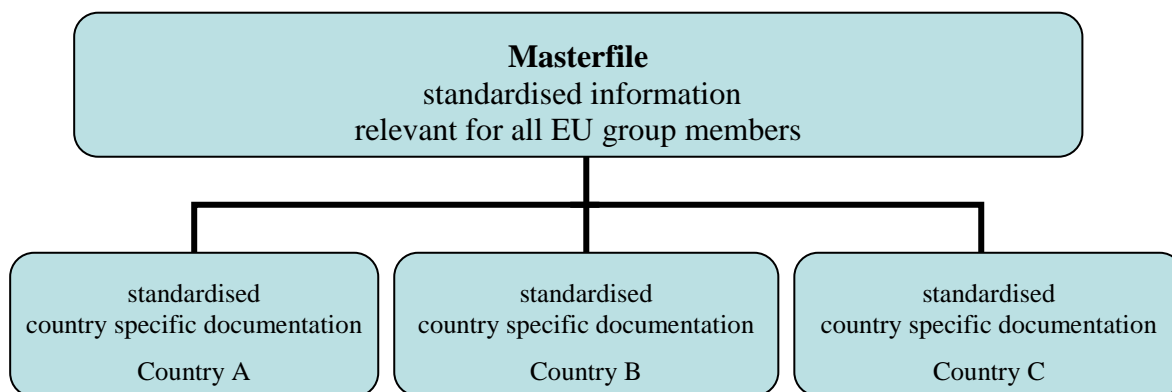 Masterfile
standardised information
relevant for all EU group members
standardised
country specific documentation
Country A
standardised
country specific documentation
Country B
standardised
country specific documentation
Country C